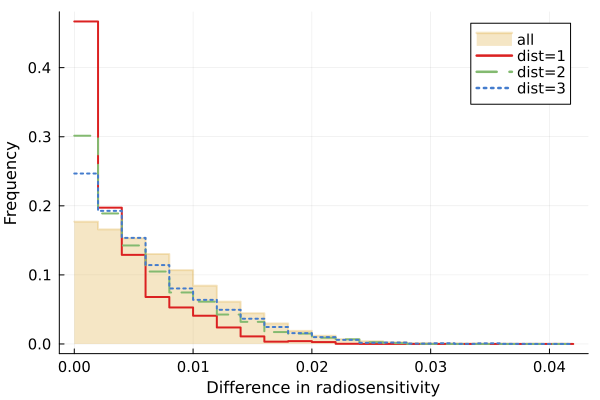 all
dist=1
dist=2
dist=3
Frequency
0.4
0.3
0.2
0.1
0.0
0.00 0.01 0.02 0.03 0.04
Difference in radiosensitivity